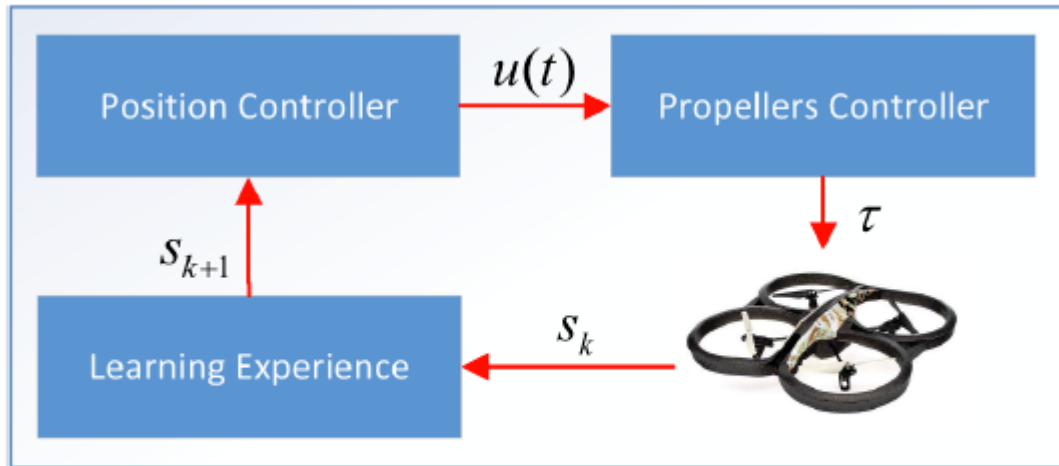 Position Controller
u(t)
Propellers Controller
τ
s_{k+1}
s_k
Learning Experience